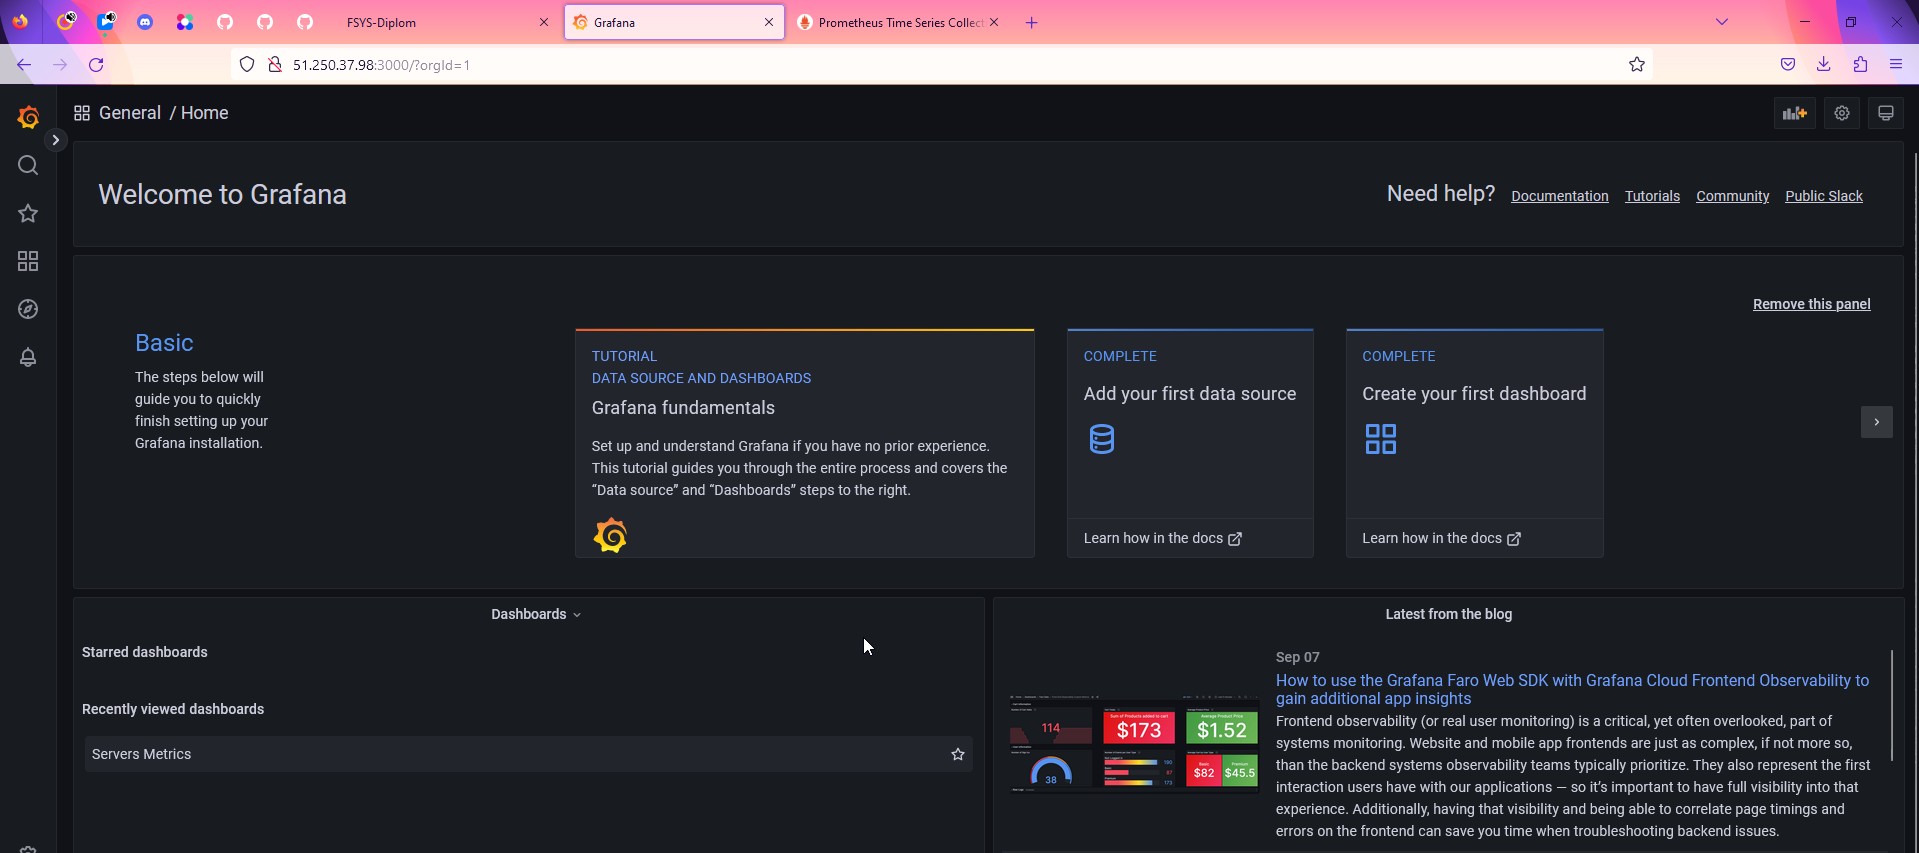 FSYS-Diplom
Grafana
Prometheus Time Series Collect
51.250.37.98:3000/?orgId=1
General / Home
Welcome to Grafana
Need help? Documentation Tutorials Community Public Slack
Remove this panel
Basic
The steps below will
guide you to quickly
finish setting up your
Grafana installation.
TUTORIAL
DATA SOURCE AND DASHBOARDS
Grafana fundamentals
Set up and understand Grafana if you have no prior experience.
This tutorial guides you through the entire process and covers the
“Data source” and “Dashboards” steps to the right.
COMPLETE
Add your first data source
Learn how in the docs
COMPLETE
Create your first dashboard
Learn how in the docs
Dashboards
Starred dashboards
Recently viewed dashboards
Servers Metrics
Latest from the blog
114
Sum of Products added to cart
$173
Average Product Price
$1.52
38
$82
$45.5
Sep 07
How to use the Grafana Faro Web SDK with Grafana Cloud Frontend Observability to
gain additional app insights
Frontend observability (or real user monitoring) is a critical, yet often overlooked, part of
systems monitoring. Website and mobile app frontends are just as complex, if not more so,
than the backend systems observability teams typically prioritize. They also represent the first
interaction users have with our applications — so it’s important to have full visibility into that
experience. Additionally, having that visibility and being able to correlate page timings and
errors on the frontend can save you time when troubleshooting backend issues.